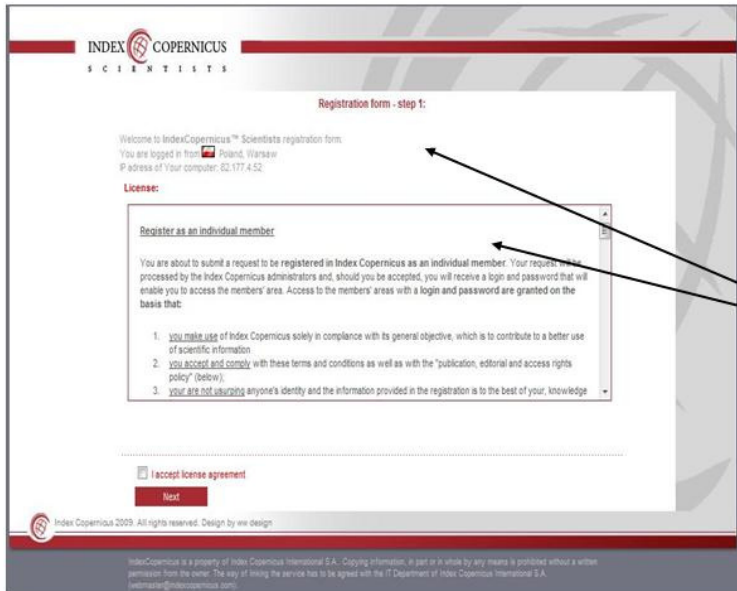 INDEX COPERNICUS
S C I E N T I S T S
Registration form - step 1:
Welcome to IndexCopernicus™ Scientists registration form.
You are logged in from Poland, Warsaw
IP adress of Your computer: 82.177.4.52
License:
Register as an individual member
You are about to submit a request to be registered in Index Copernicus as an individual member. Your request will be
processed by the Index Copernicus administrators and, should you be accepted, you will receive a login and password that will
enable you to access the members' area. Access to the members' areas with a login and password are granted on the
basis that:
1. you make use of Index Copernicus solely in compliance with its general objective, which is to contribute to a better use
of scientific information
2. you accept and comply with these terms and conditions as well as with the "publication, editorial and access rights
policy" (below);
3. your are not usurping anyone's identity and the information provided in the registration is to the best of your, knowledge
I accept license agreement
Next
Index Copernicus 2009. All rights reserved. Design by ww design
IndexCopernicus is a property of Index Copernicus International S.A.. Copying information, in part or in whole by any means is prohibited without a written
permission from the owner. The way of linking the service has to be agreed with the IT Department of Index Copernicus International S.A.
(webmaster@indexcopernicus.com).